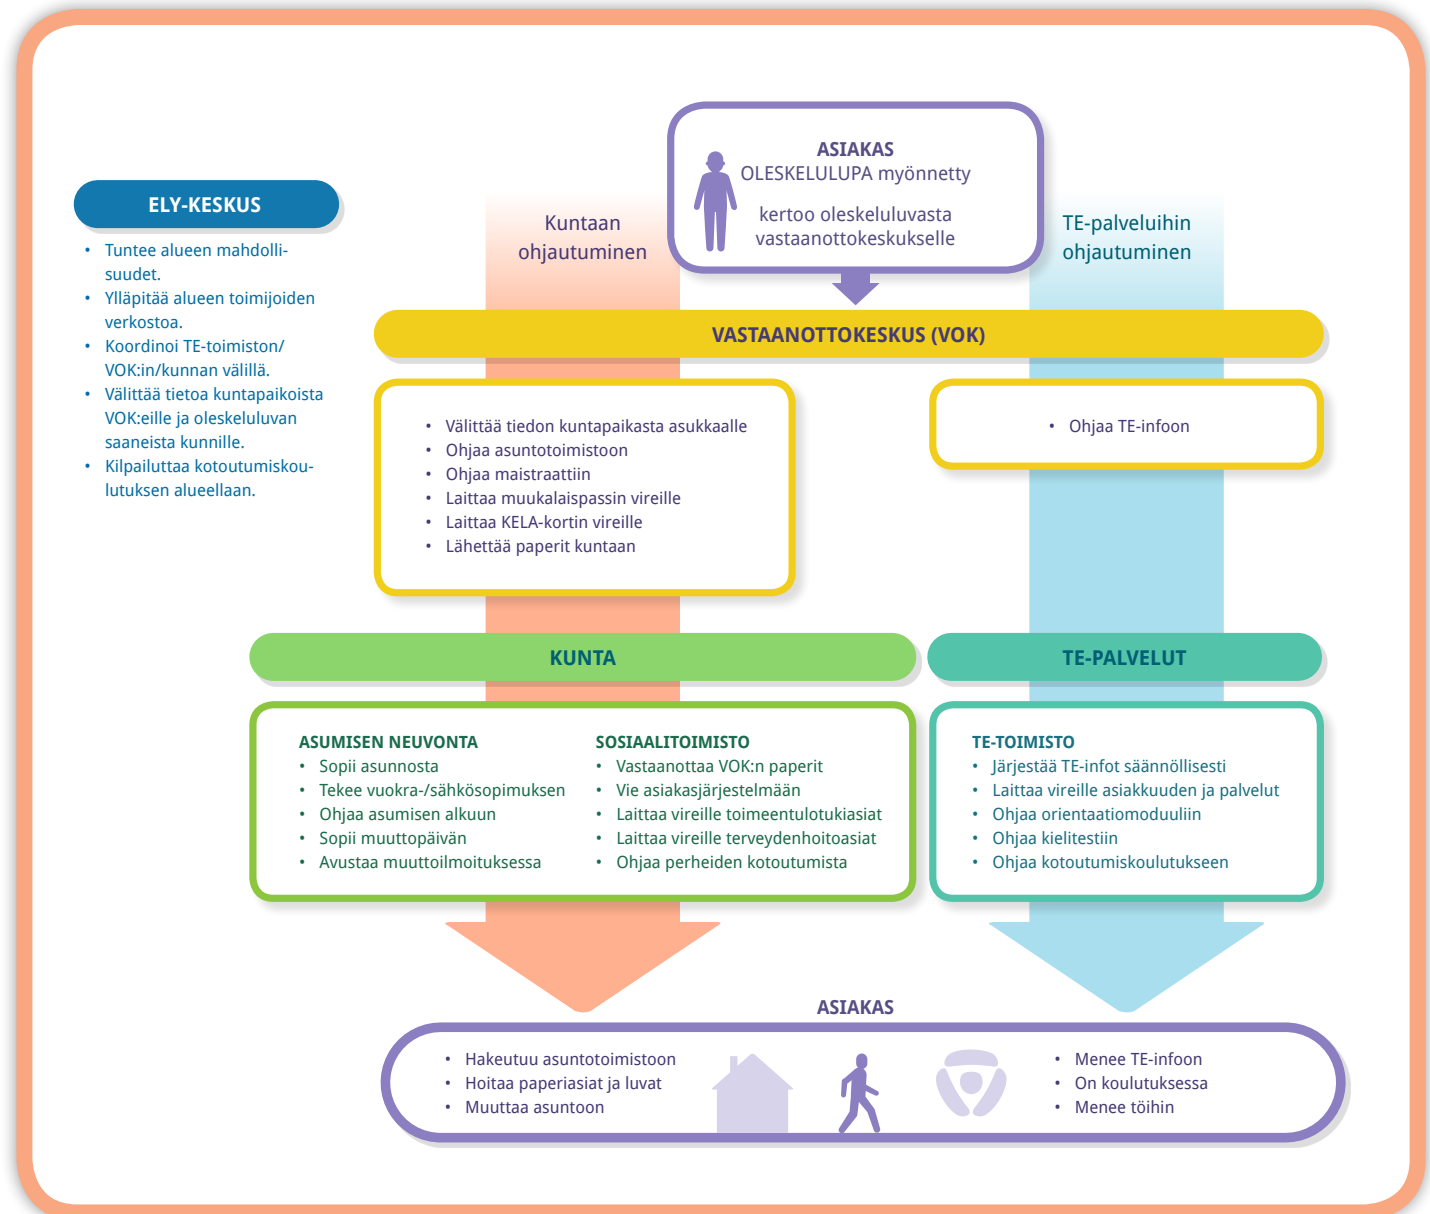 ASIAKAS
OLESKELULUPA myönnetty
kertoo oleskeluluvasta
vastaanottokeskukselle
ELY-KESKUS
• Tuntee alueen mahdolli-
suudet.
• Ylläpitää alueen toimijoiden
verkostoa.
• Koordinoi TE-toimiston/
VOK:in/kunnan välillä.
• Välittää tietoa kuntapaikoista
VOK:eille ja oleskeluluvan
saaneista kunnille.
• Kilpailuttaa kotoutumiskou-
lutuksen alueellaan.
Kuntaan
ohjautuminen
TE-palveluihin
ohjautuminen
VASTAANOTTOKESKUS (VOK)
• Välittää tiedon kuntapaikasta asukkaalle
• Ohjaa asuntotoimistoon
• Ohjaa maistraattiin
• Laittaa muukalaispassin vireille
• Laittaa KELA-kortin vireille
• Lähettää paperit kuntaan
• Ohjaa TE-infoon
KUNTA
ASUMISEN NEUVONTA
• Sopii asunnosta
• Tekee vuokra-/sähkösopimuksen
• Ohjaa asumisen alkuun
• Sopii muuttopäivän
• Avustaa muuttoilmoituksessa
SOSIAALITOIMISTO
• Vastaanottaa VOK:n paperit
• Vie asiakasjärjestelmään
• Laittaa vireille toimeentulotukiasiat
• Laittaa vireille terveydenhoitoasiat
• Ohjaa perheiden kotoutumista
TE-PALVELUT
TE-TOIMISTO
• Järjestää TE-infot säännöllisesti
• Laittaa vireille asiakkuuden ja palvelut
• Ohjaa orientaatiomoduuliin
• Ohjaa kielitestiin
• Ohjaa kotoutumiskoulutukseen
ASIAKAS
• Hakeutuu asuntotoimistoon
• Hoitaa paperiasiat ja luvat
• Muuttaa asuntoon
• Menee TE-infoon
• On koulutuksessa
• Menee töihin